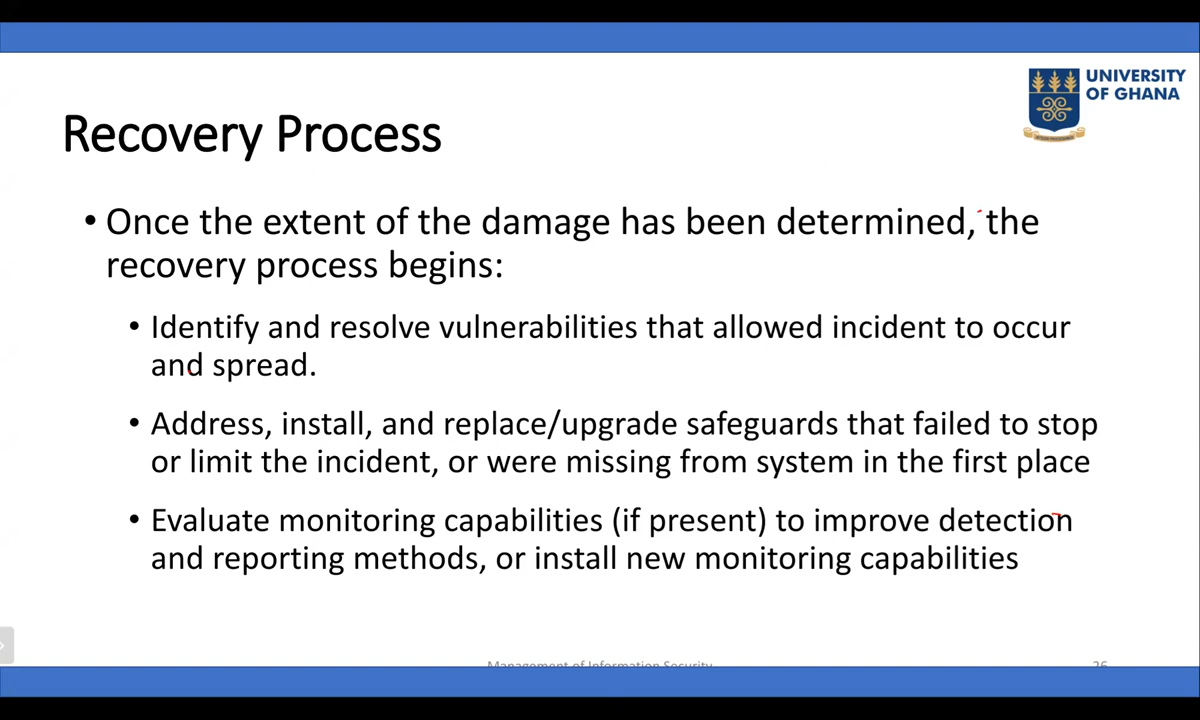 UNIVERSITY
OF GHANA
Recovery Process
• Once the extent of the damage has been determined, the
recovery process begins:
• Identify and resolve vulnerabilities that allowed incident to occur
and spread.
• Address, install, and replace/upgrade safeguards that failed to stop
or limit the incident, or were missing from system in the first place
• Evaluate monitoring capabilities (if present) to improve detection
and reporting methods, or install new monitoring capabilities
Management of Information Security
26